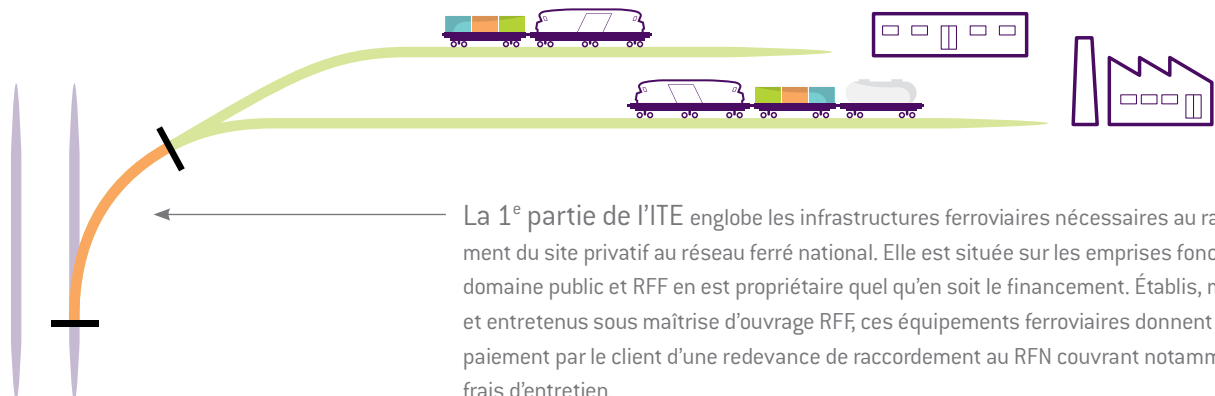 La 1e partie de l’ITE englobe les infrastructures ferroviaires nécessaires au ra
ment du site privatif au réseau ferré national. Elle est située sur les emprises fonc
domaine public et RFF en est propriétaire quel qu’en soit le financement. Établis, m
et entretenus sous maîtrise d’ouvrage RFF, ces équipements ferroviaires donnent
paiement par le client d’une redevance de raccordement au RFN couvrant notamm
frais d’entretien